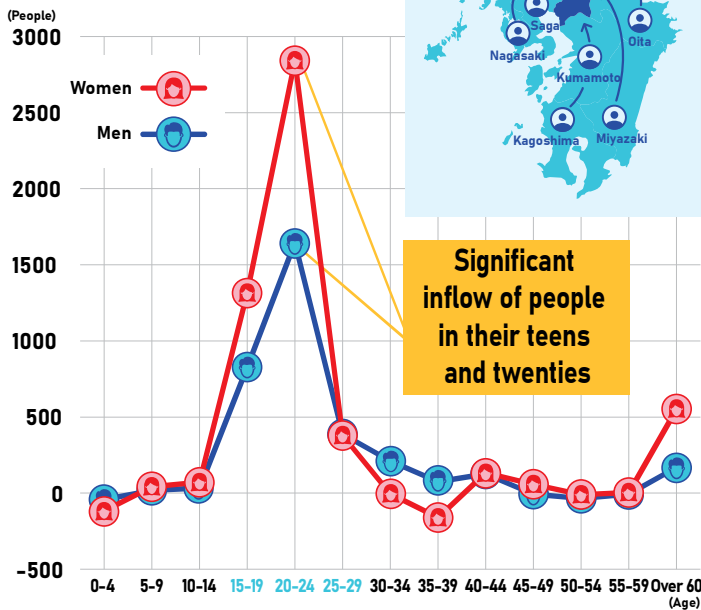 (People)
3000
2500
2000
1500
1000
500
0
-500
Women
Men
Saga
Nagasaki
Oita
Kumamoto
Kagoshima
Miyazaki
Significant
inflow of people
in their teens
and twenties
0-4 5-9 10-14 15-19 20-24 25-29 30-34 35-39 40-44 45-49 50-54 55-59 Over 60
(Age)